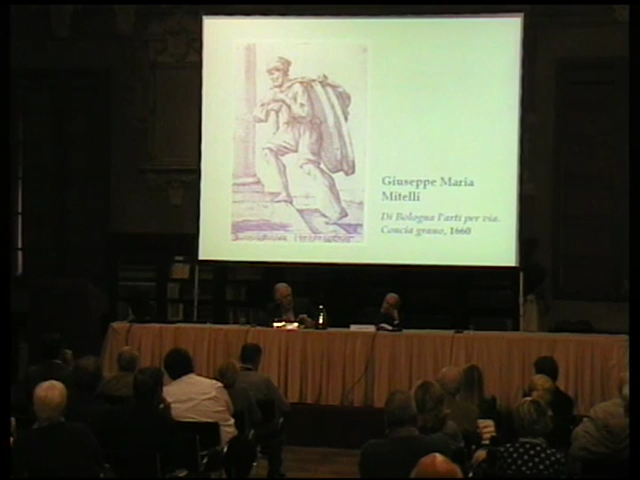 Giuseppe Maria
Mitelli
Di Bologna l'arti per via.
Concia grano, 1660